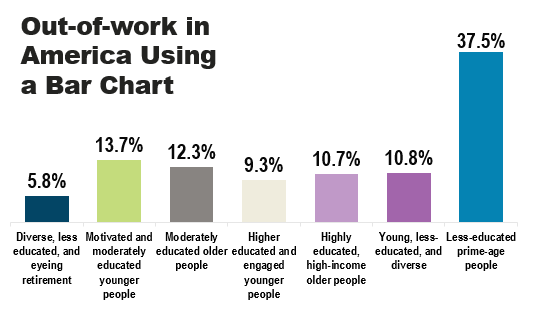 Out-of-work in
America Using
a Bar Chart
5.8%
13.7%
12.3%
9.3%
10.7%
10.8%
37.5%
Diverse, less
educated, and
eyeing
retirement
Motivated and
moderately
educated
younger
people
Moderately
educated older
people
Higher
educated and
engaged
younger
people
Highly
educated,
high-income
older people
Young, less-
educated, and
diverse
Less-educated
prime-age
people